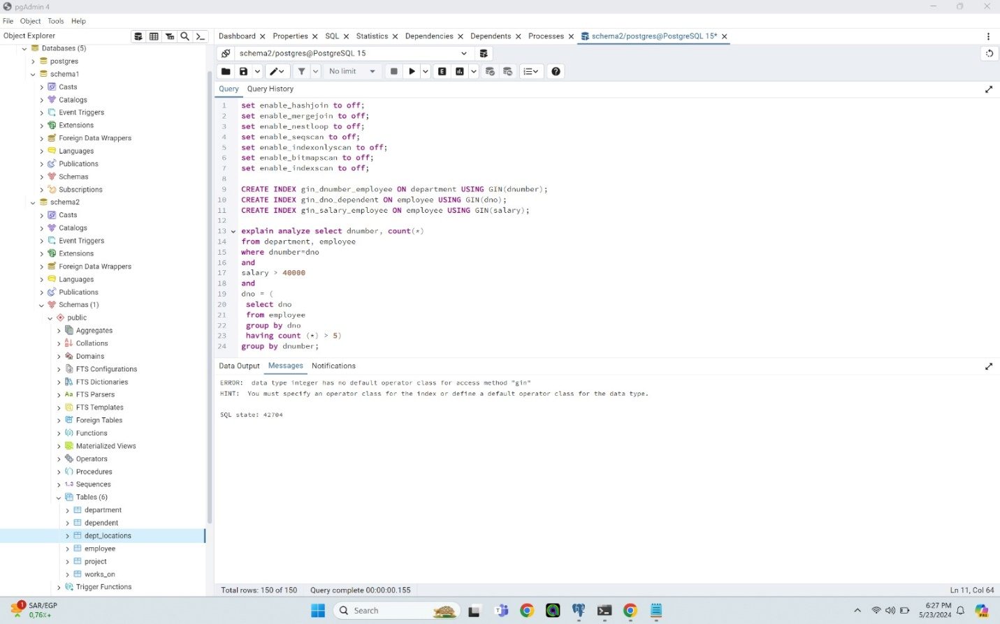 pgAdmin 4
File Object Tools Help
Object Explorer
Databases (5)
postgres
schema1
Casts
Catalogs
Event Triggers
Extensions
Foreign Data Wrappers
Languages
Publications
Schemas
Subscriptions
schema2
Casts
Catalogs
Event Triggers
Extensions
Foreign Data Wrappers
Languages
Publications
Schemas (1)
public
Aggregates
Collations
Domains
FTS Configurations
FTS Dictionaries
Aa FTS Parsers
FTS Templates
Foreign Tables
Functions
Materialized Views
Operators
Procedures
1..3 Sequences
Tables (6)
department
dependent
dept_locations
employee
project
works_on
Trigger Functions
Dashboard Properties SQL Statistics Dependencies Dependents Processes schema2/postgres@PostgreSQL 15*
schema2/postgres@PostgreSQL 15
No limit
Query Query History
1 set enable_hashjoin to off;
2 set enable_mergejoin to off;
3 set enable_nestloop to off;
4 set enable_seqscan to off;
5 set enable_indexonlyscan to off;
6 set enable_bitmapscan to off;
7 set enable_indexscan to off;
8
9 CREATE INDEX gin_dnumber_employee ON department USING GIN(dnumber);
10 CREATE INDEX gin_dno_dependent ON employee USING GIN(dno);
11 CREATE INDEX gin_salary_employee ON employee USING GIN(salary);
12
13 explain analyze select dnumber, count(*)
14 from department, employee
15 where dnumber=dno
16 and
17 salary > 40000
18 and
19 dno = (
20 select dno
21 from employee
22 group by dno
23 having count (*) > 5)
24 group by dnumber;
Data Output Messages Notifications
ERROR: data type integer has no default operator class for access method "gin"
HINT: You must specify an operator class for the index or define a default operator class for the data type.
SQL state: 42704
Total rows: 150 of 150 Query complete 00:00:00.155 Ln 11, Col 64
1 SAR/EGP
0,76%+
Search
6:27 PM
5/23/2024
PRE